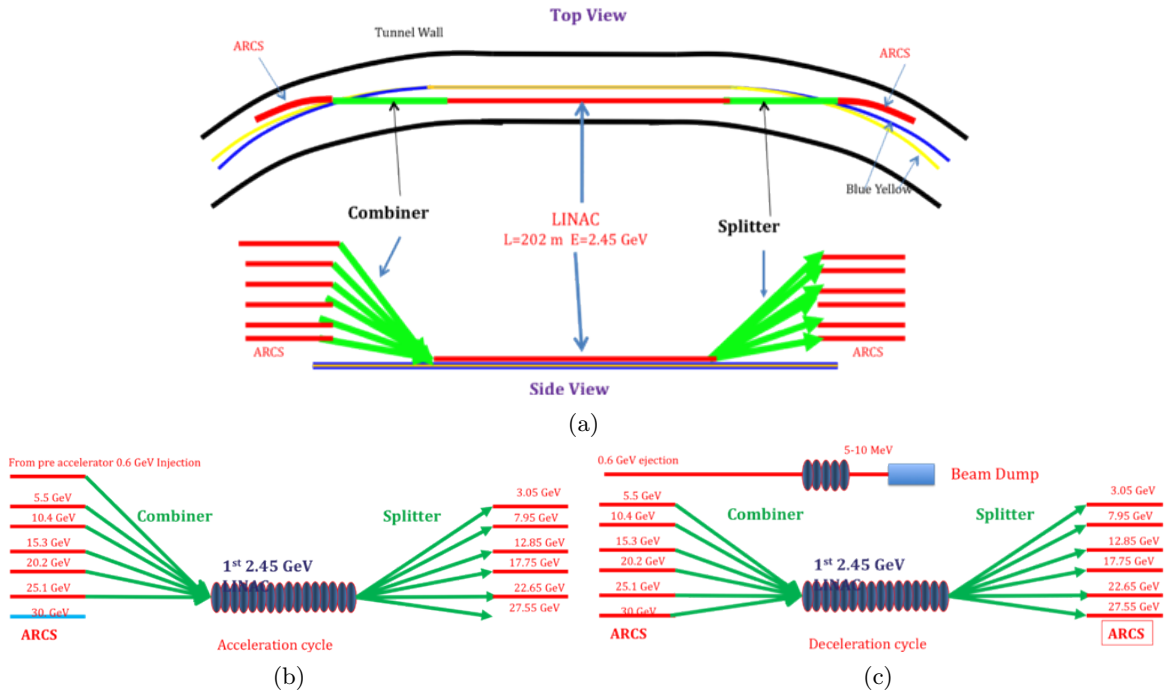 Top View
Tunnel Wall
ARCS
ARCS
Blue Yellow
Combiner
LINAC
L=202 m E=2.45 GeV
Splitter
ARCS
ARCS
Side View
(a)
From pre accelerator 0.6 GeV Injection
5.5 GeV
10.4 GeV
15.3 GeV
20.2 GeV
25.1 GeV
30 GeV
ARCS
Combiner
1st 2.45 GeV
LINAC
Splitter
3.05 GeV
7.95 GeV
12.85 GeV
17.75 GeV
22.65 GeV
27.55 GeV
Acceleration cycle
(b)
0.6 GeV ejection
5-10 MeV
Beam Dump
5.5 GeV
10.4 GeV
15.3 GeV
20.2 GeV
25.1 GeV
30 GeV
ARCS
Combiner
1st 2.45 GeV
LINAC
Splitter
3.05 GeV
7.95 GeV
12.85 GeV
17.75 GeV
22.65 GeV
27.55 GeV
ARCS
Deceleration cycle
(c)